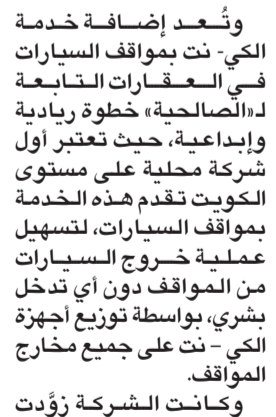 وتُعد إضافة خدمة
الكي- نت بمواقف السيارات
في العقارات التابعة
لـ«الصالحية» خطوة ريادية
وإبداعية، حيث تعتبر أول
شركة محلية على مستوى
الكويت تقدم هذه الخدمة
بمواقف السيارات، لتسهيل
عملية خروج السيارات
من المواقف دون أي تدخل
بشري، بواسطة توزيع أجهزة
الكي – نت على جميع مخارج
المواقف.
وكانت الشركة زوَّدت